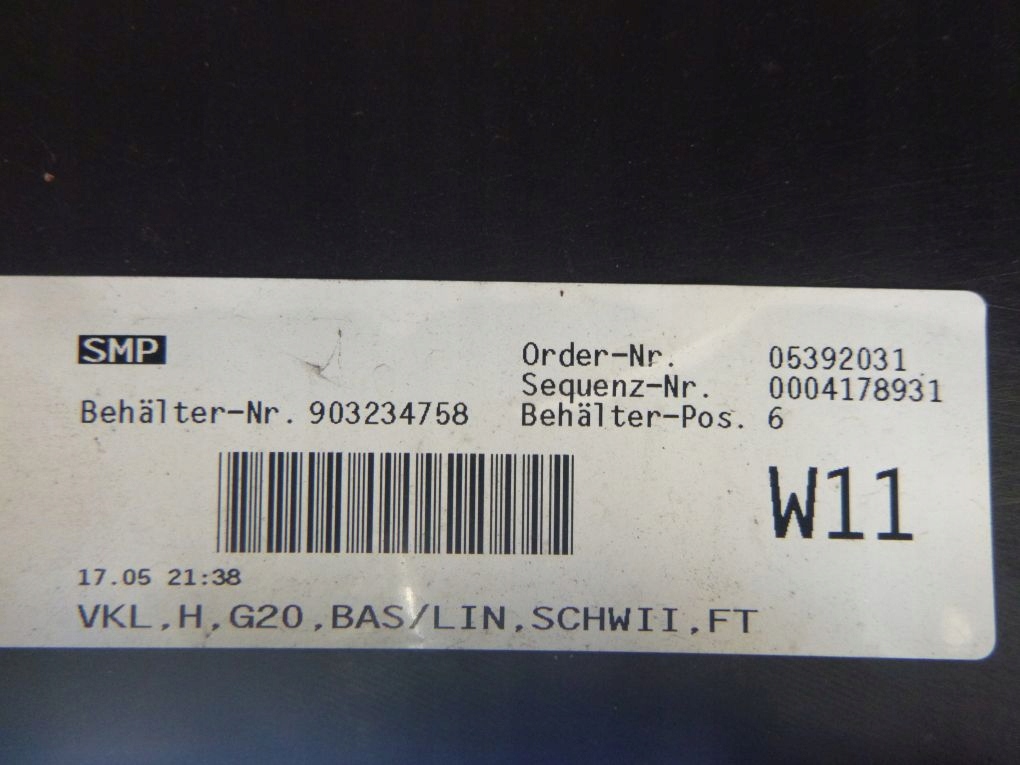 SMP
Order-Nr. 05392031
Sequenz-Nr. 0004178931
Behälter-Nr. 903234758 Behälter-Pos. 6
W11
17.05 21:38
VKL,H,G20,BAS/LIN,SCHWII,FT